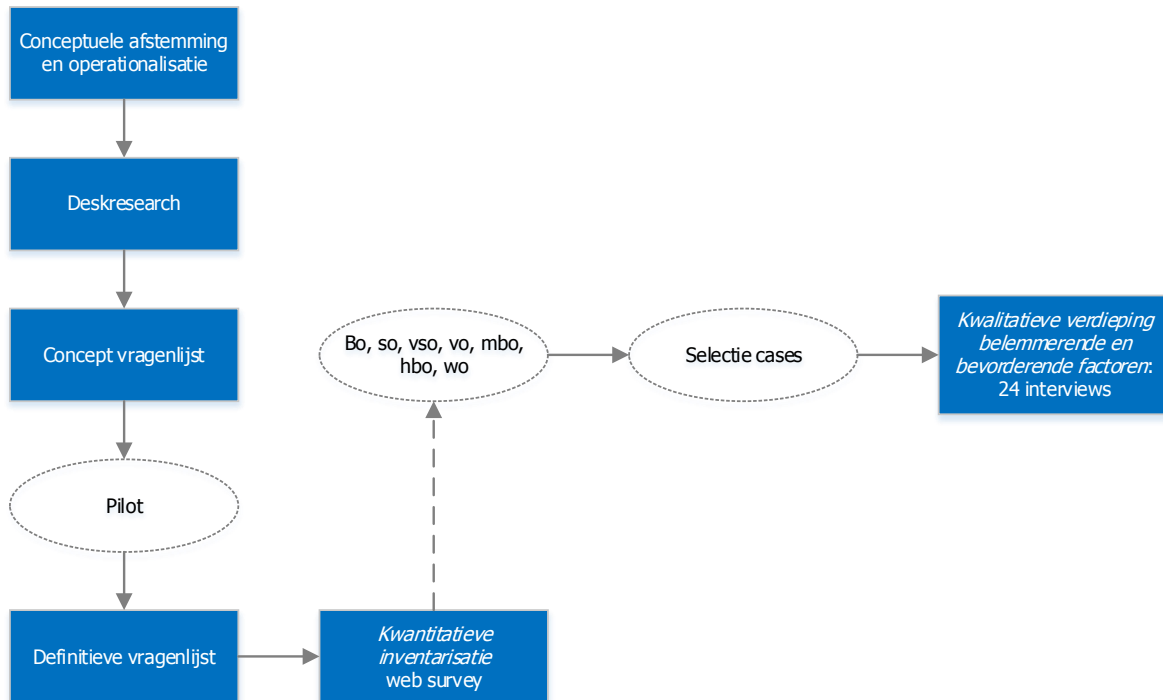 Conceptuele afstemming
en operationalisatie
Deskresearch
Concept vragenlijst
Pilot
Definitieve vragenlijst
Kwantitatieve
inventarisatie
web survey
Bo, so, vso, vo, mbo,
hbo, wo
Selectie cases
Kwalitatieve verdieping
belemmerende en
bevorderende factoren:
24 interviews